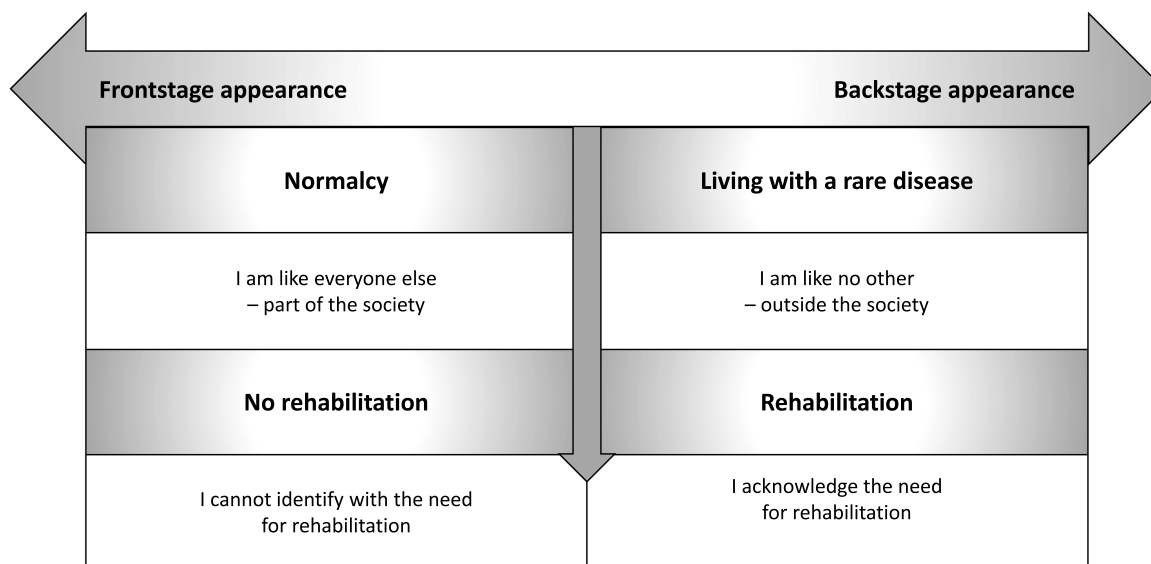 Frontstage appearance
Backstage appearance
Normalcy
Living with a rare disease
I am like everyone else
– part of the society
I am like no other
– outside the society
No rehabilitation
Rehabilitation
I cannot identify with the need
for rehabilitation
I acknowledge the need
for rehabilitation